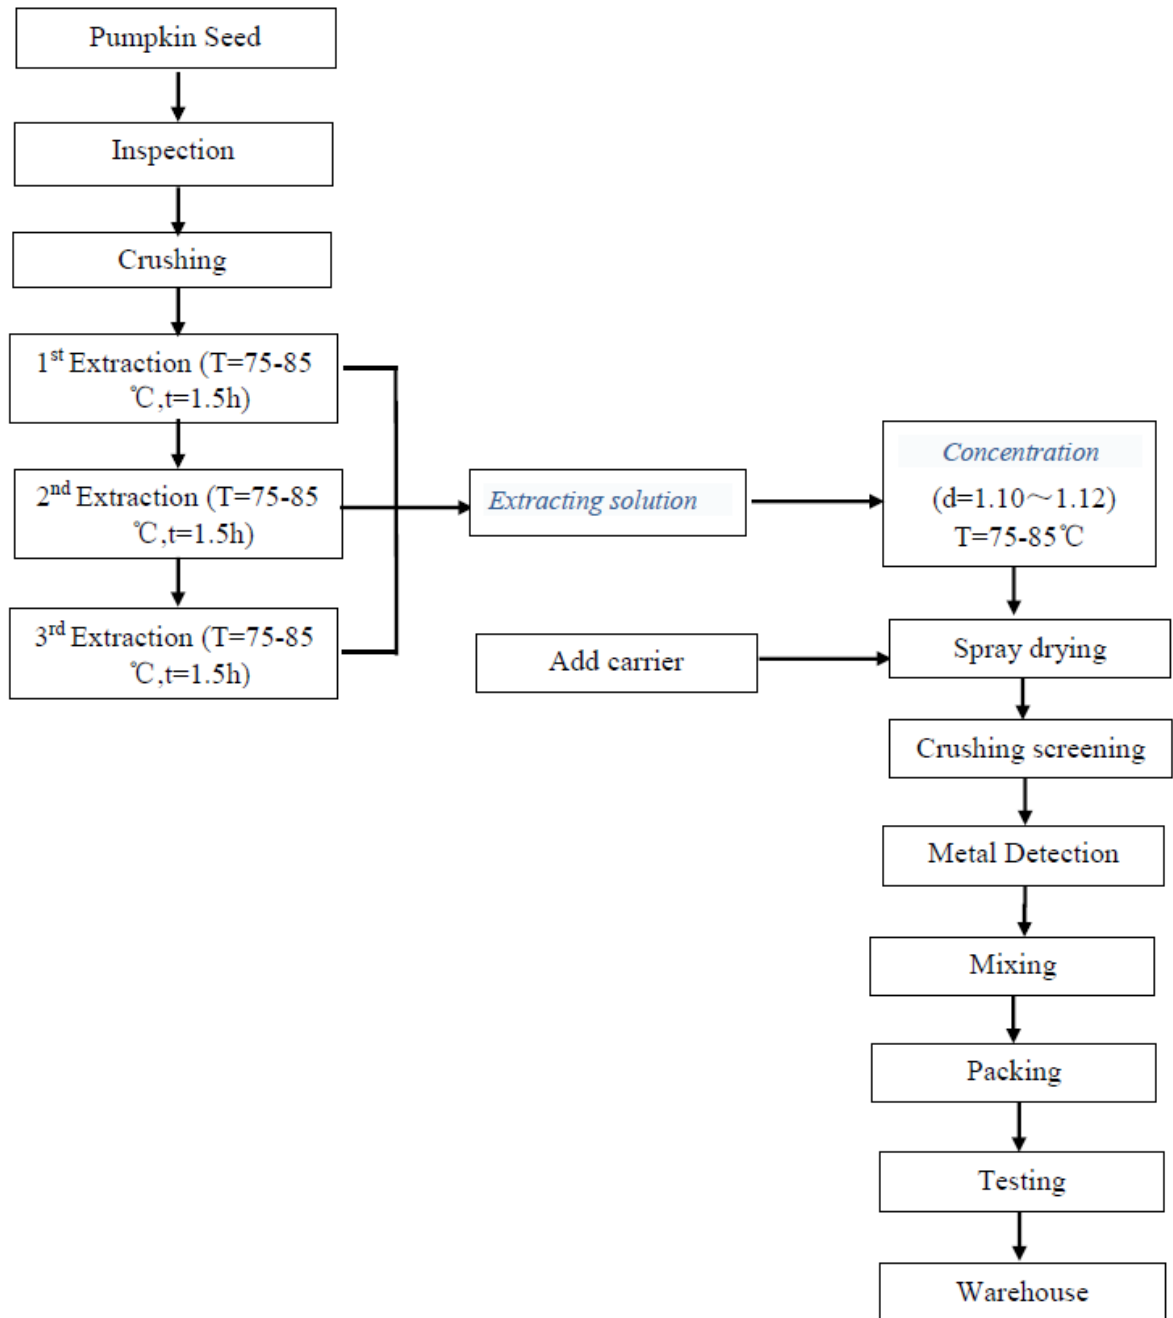 Pumpkin Seed
Inspection
Crushing
1st Extraction (T=75-85
℃,t=1.5h)
2nd Extraction (T=75-85
℃,t=1.5h)
3rd Extraction (T=75-85
℃,t=1.5h)
Extracting solution
Concentration
(d=1.10～1.12)
T=75-85℃
Add carrier
Spray drying
Crushing screening
Metal Detection
Mixing
Packing
Testing
Warehouse